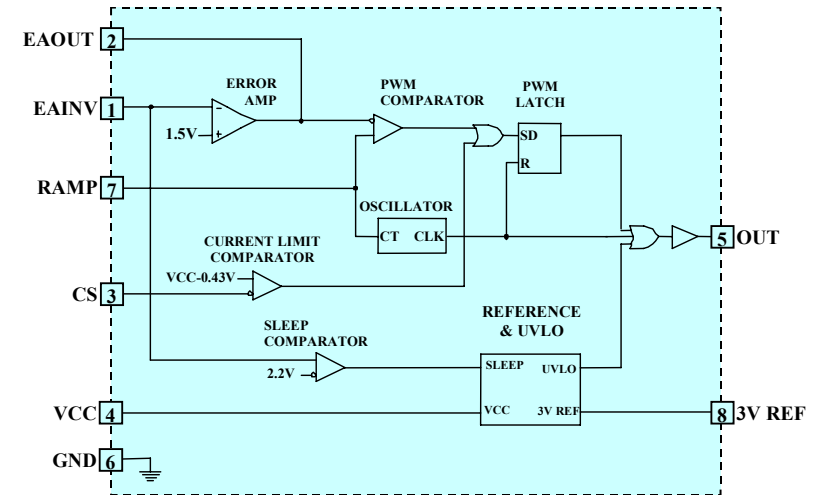 EAOUT 2
ERROR
AMP
PWM
COMPARATOR
PWM
LATCH
EAINV 1
1.5V
SD
R
RAMP 7
OSCILLATOR
CT CLK
5 OUT
CURRENT LIMIT
COMPARATOR
VCC-0.43V
CS 3
REFERENCE
& UVLO
SLEEP
COMPARATOR
2.2V
SLEEP UVLO
VCC 4
VCC 3V REF
8 3V REF
GND 6